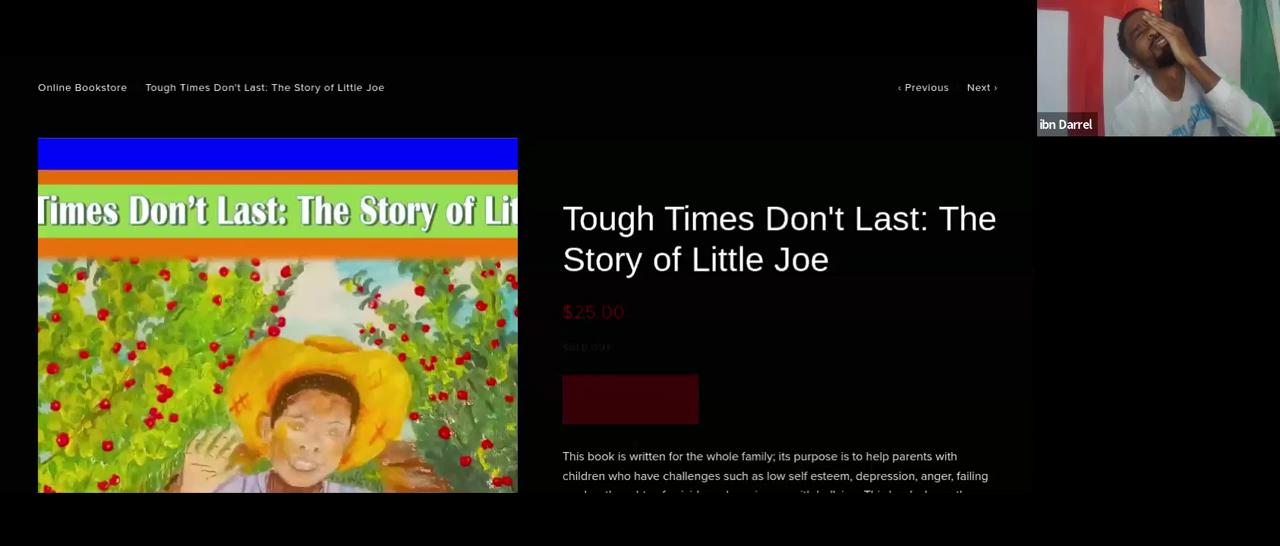 Online Bookstore
Tough Times Don't Last: The Story of Little Joe
‹ Previous
Next ›
ibn Darrel
Times Don't Last: The Story of Lit
Tough Times Don't Last: The
Story of Little Joe
$25.00
SOLD OUT
This book is written for the whole family; its purpose is to help parents with
children who have challenges such as low self esteem, depression, anger, failing